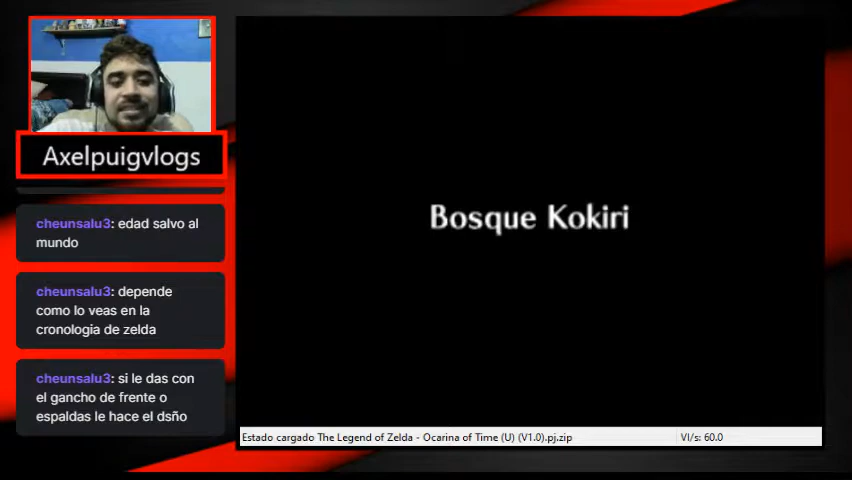 Axelpuigvlogs
cheunsalu3: edad salvo al
mundo
cheunsalu3: depende
como lo veas en la
cronologia de zelda
cheunsalu3: si le das con
el gancho de frente o
espaldas le hace el dsño
Bosque Kokiri
Estado cargado The Legend of Zelda - Ocarina of Time (U) (V1.0).pj.zip
VI/s: 60.0